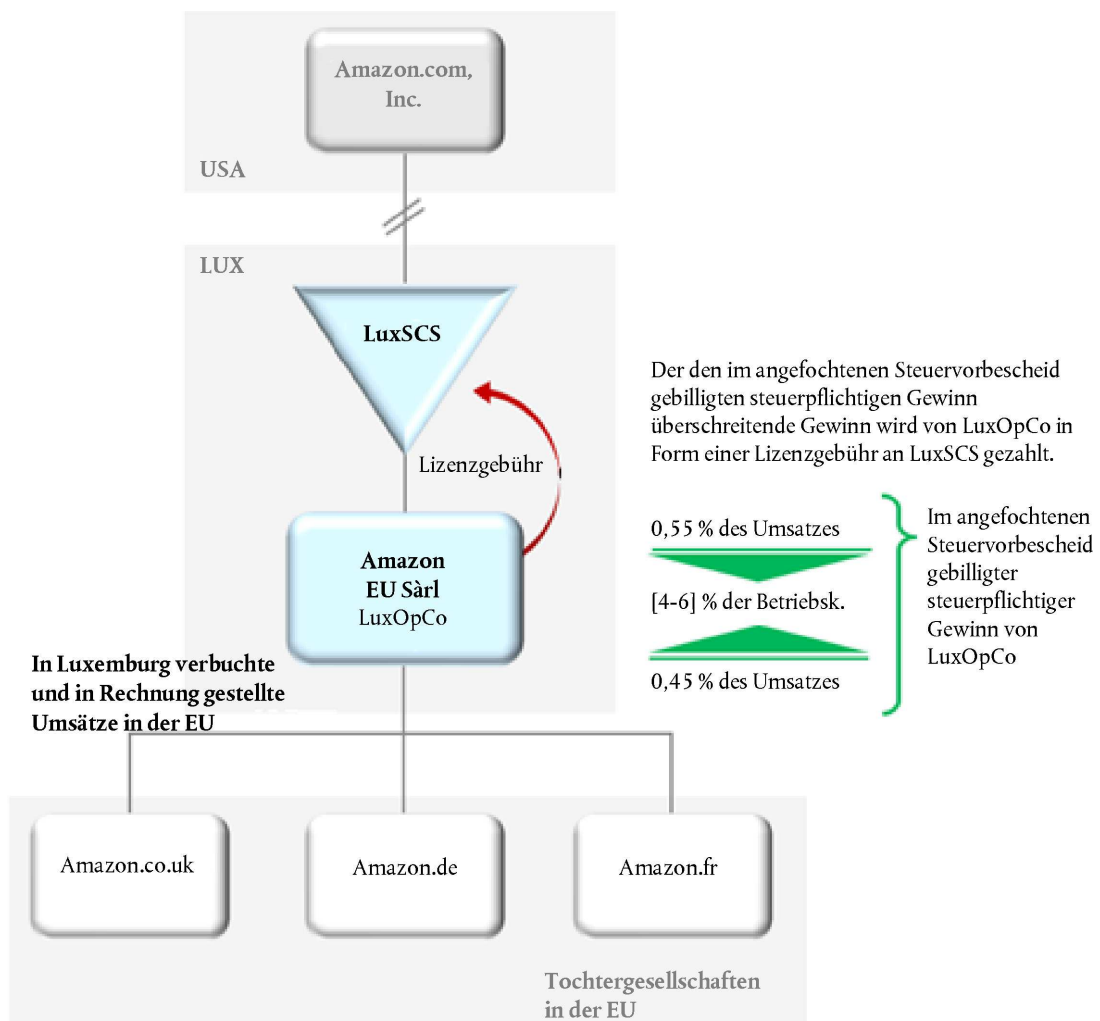 Amazon.com,
Inc.
USA
LUX
LuxSCS
Lizenzgebühr
Amazon
EU Sàrl
LuxOpCo
Der den im angefochtenen Steuervorbescheid
gebilligten steuerpflichtigen Gewinn
überschreitende Gewinn wird von LuxOpCo in
Form einer Lizenzgebühr an LuxSCS gezahlt.
0,55 % des Umsatzes
[4-6] % der Betriebsk.
0,45 % des Umsatzes
Im angefochtenen
Steuervorbescheid
gebilligter
steuerpflichtiger
Gewinn von
LuxOpCo
In Luxemburg verbuchte
und in Rechnung gestellte
Umsätze in der EU
Amazon.co.uk
Amazon.de
Amazon.fr
Tochtergesellschaften
in der EU